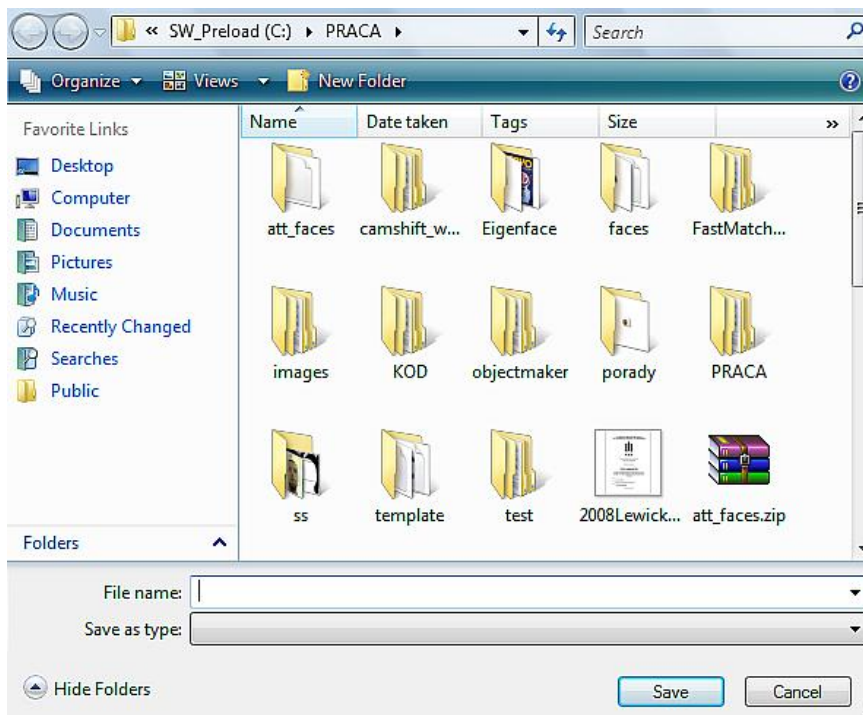 « SW_Preload (C:) ▸ PRACA ▸ Search
Organize Views New Folder
Favorite Links
Desktop
Computer
Documents
Pictures
Music
Recently Changed
Searches
Public
Folders
Name Date taken Tags Size »
att_faces camshift_w... Eigenface faces FastMatch...
images KOD objectmaker porady PRACA
ss template test 2008Lewick... att_faces.zip
File name:
Save as type:
Hide Folders Save Cancel